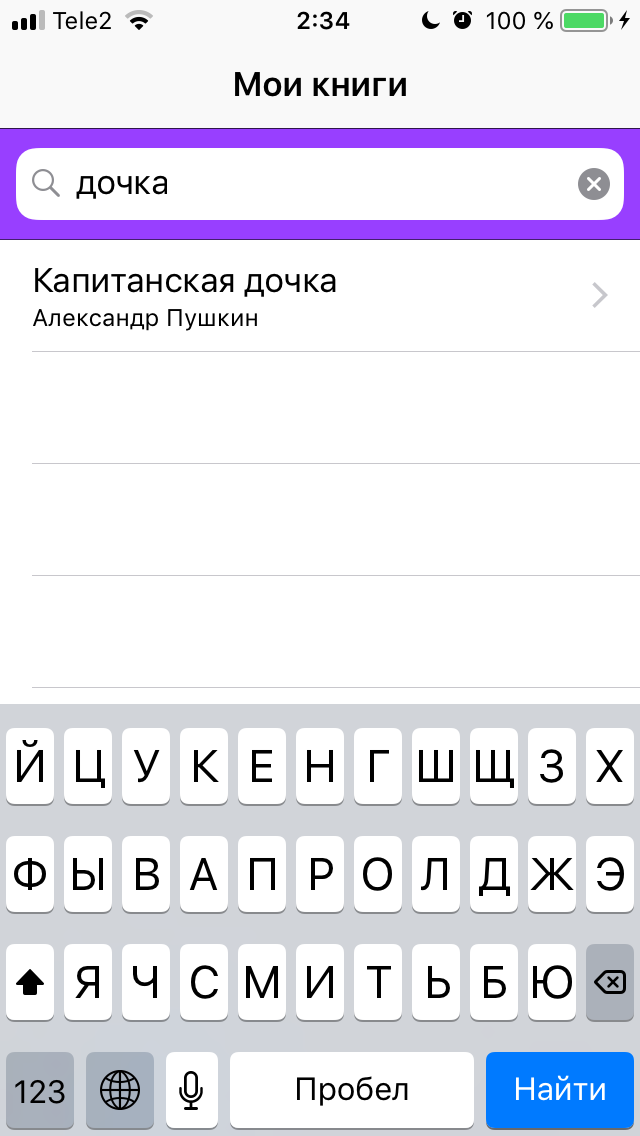 Tele2 2:34 100 %
Мои книги
дочка
Капитанская дочка
Александр Пушкин
Й Ц У К Е Н Г Ш Щ З Х
Ф Ы В А П Р О Л Д Ж Э
Я Ч С М И Т Ь Б Ю
123 Пробел Найти